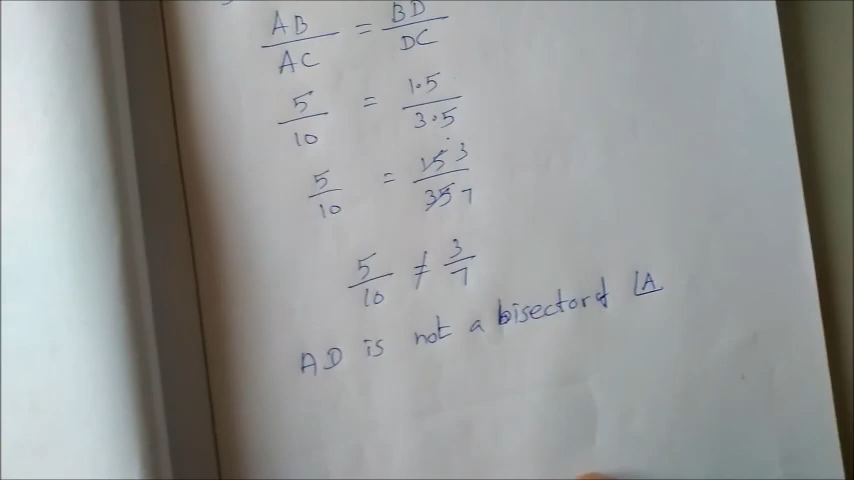 AB/AC = BD/DC
5/10 = 1.5/3.5
5/10 = 15 3/35 7
5/10 ≠ 3/7
AD is not a bisector of ∠A